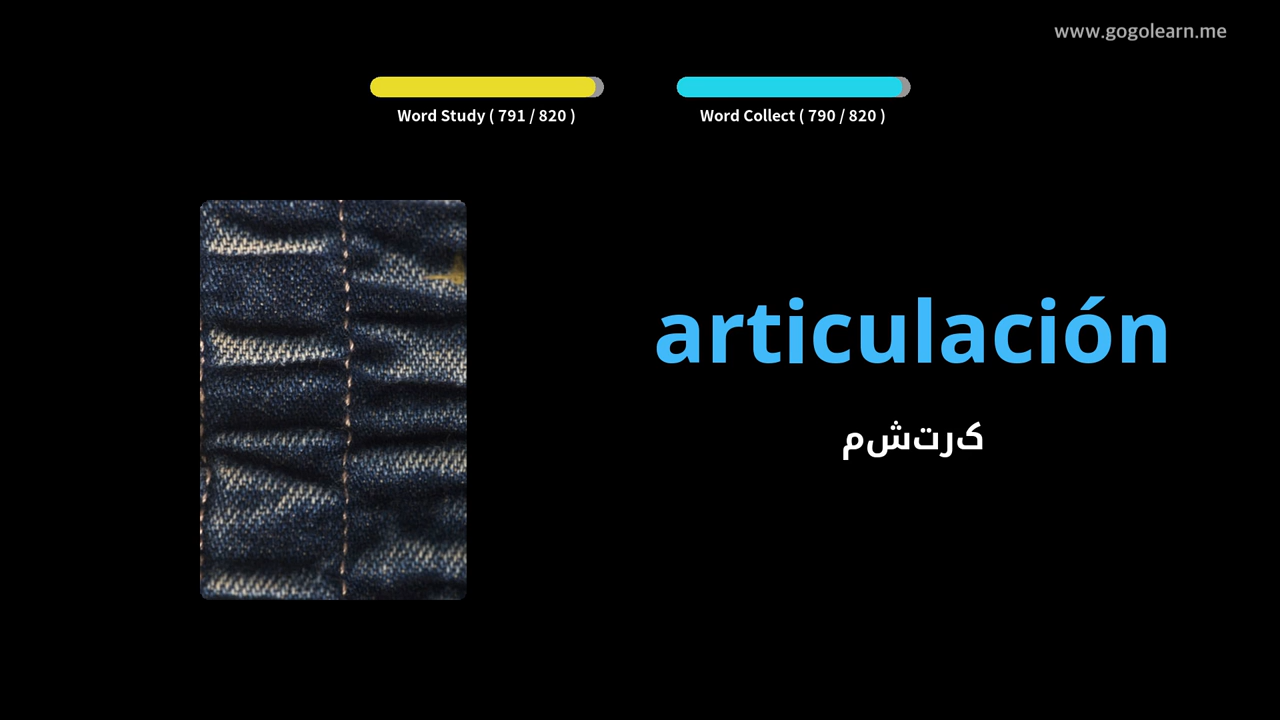 www.gogolearn.me
Word Study ( 791 / 820 )
Word Collect ( 790 / 820 )
articulación
کرتشم